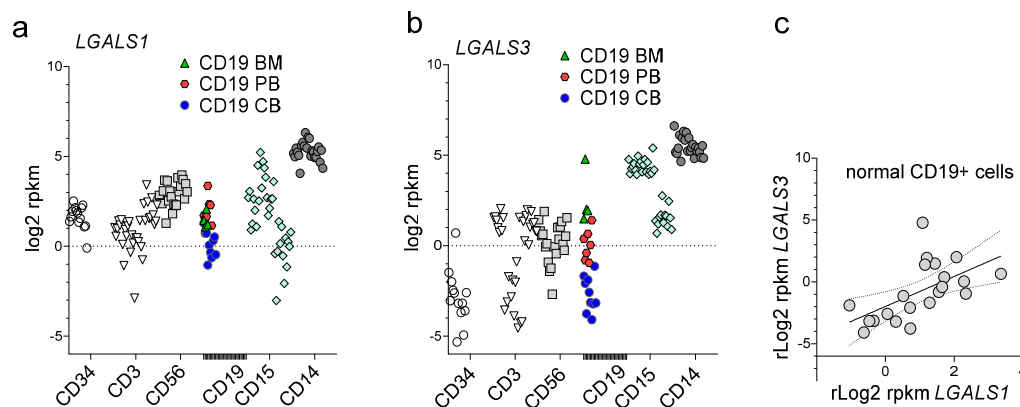 a
LGALS1
CD19 BM
CD19 PB
CD19 CB
log2 rpkm
10
5
0
-5
CD34
CD3
CD56
CD19
CD15
CD14
b
LGALS3
CD19 BM
CD19 PB
CD19 CB
log2 rpkm
10
5
0
-5
CD34
CD3
CD56
CD19
CD15
CD14
c
normal CD19+ cells
rLog2 rpkm LGALS3
10
5
0
-5
0
2
4
rLog2 rpkm LGALS1